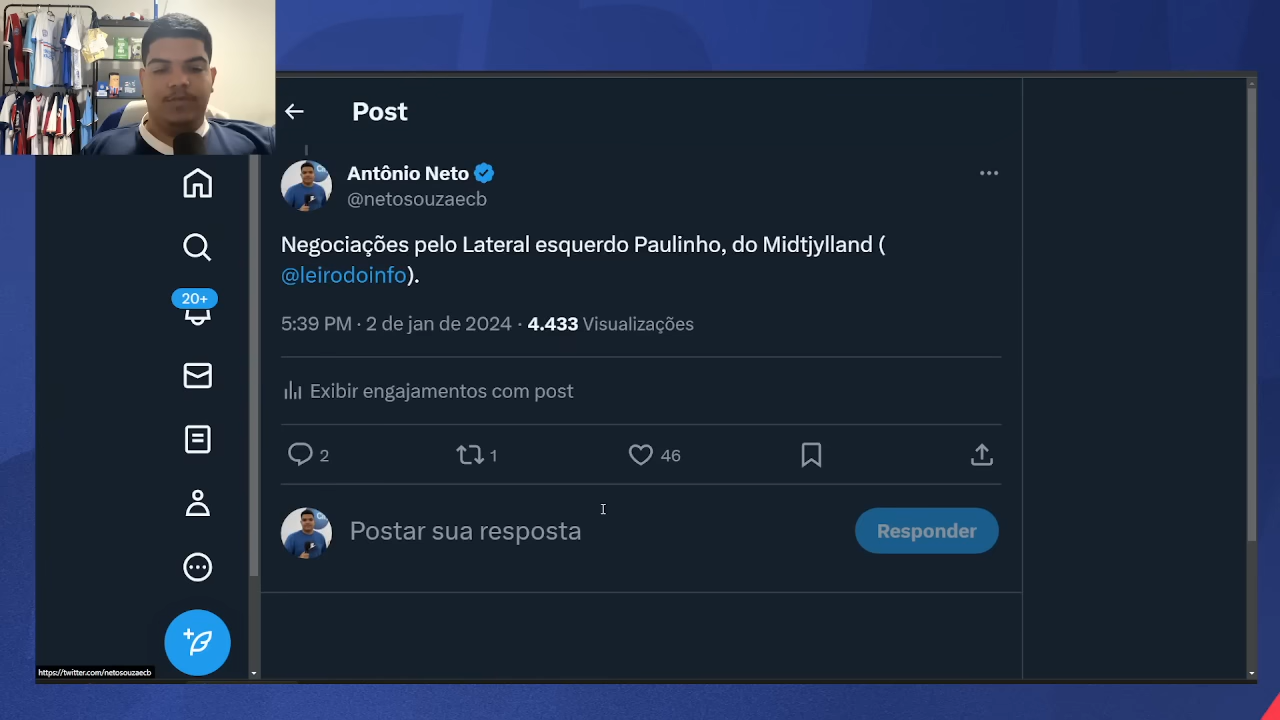 Post
Antônio Neto
@netosouzaecb
Negociações pelo Lateral esquerdo Paulinho, do Midtjylland (
@leirodoinfo).
5:39 PM · 2 de jan de 2024 · 4.433 Visualizações
20+
Exibir engajamentos com post
2
1
46
Postar sua resposta
Responder
https://twitter.com/netosouzaecb